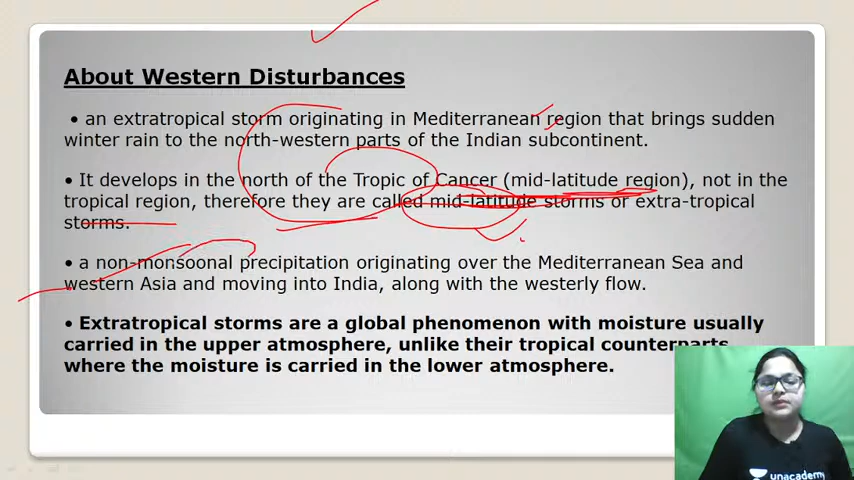 About Western Disturbances
• an extratropical storm originating in Mediterranean region that brings sudden
winter rain to the north-western parts of the Indian subcontinent.
• It develops in the north of the Tropic of Cancer (mid-latitude region), not in the
tropical region, therefore they are called mid-latitude storms or extra-tropical
storms.
• a non-monsoonal precipitation originating over the Mediterranean Sea and
western Asia and moving into India, along with the westerly flow.
• Extratropical storms are a global phenomenon with moisture usually
carried in the upper atmosphere, unlike their tropical counterparts
where the moisture is carried in the lower atmosphere.
unacademy